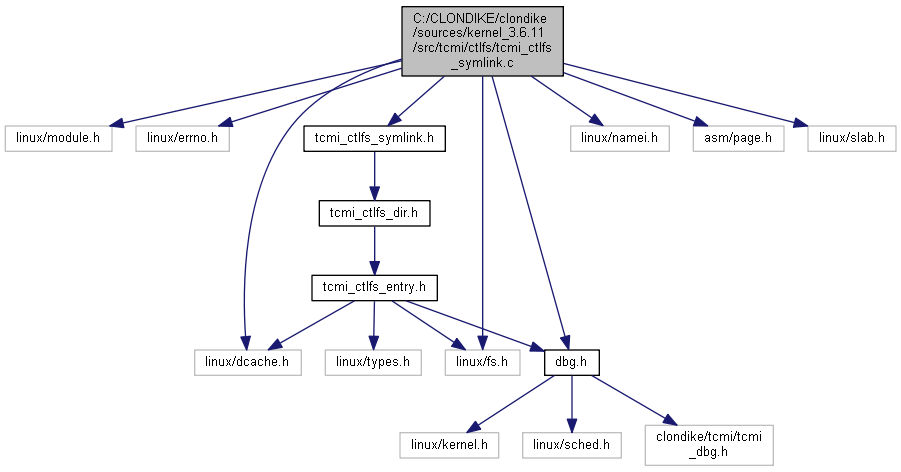 C:/CLONDIKE/clondike
/sources/kernel_3.6.11
/src/tcmi/ctlfs/tcmi_ctlfs
_symlink.c
linux/module.h
linux/errno.h
tcmi_ctlfs_symlink.h
linux/namei.h
asm/page.h
linux/slab.h
tcmi_ctlfs_dir.h
tcmi_ctlfs_entry.h
linux/dcache.h
linux/types.h
linux/fs.h
dbg.h
linux/kernel.h
linux/sched.h
clondike/tcmi/tcmi
_dbg.h